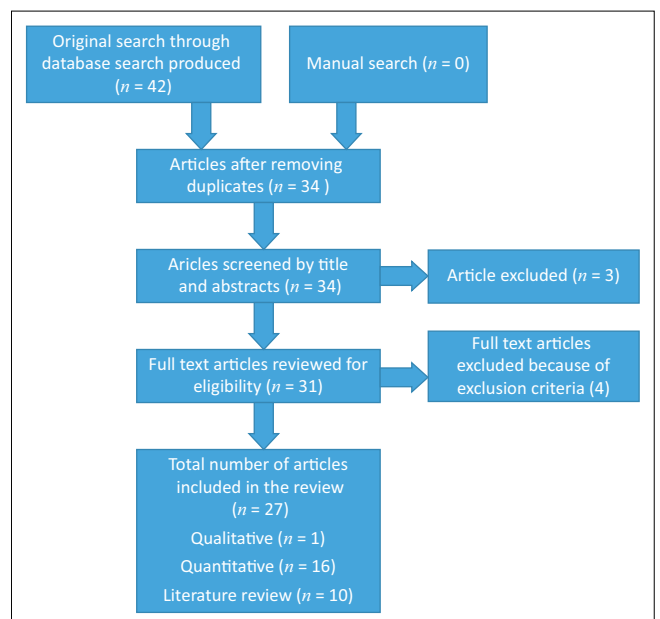 Original search through
database search produced
(n = 42)
Manual search (n = 0)
Articles after removing
duplicates (n = 34 )
Aricles screened by title
and abstracts (n = 34)
Article excluded (n = 3)
Full text articles reviewed for
eligibility (n = 31)
Full text articles
excluded because of
exclusion criteria (4)
Total number of articles
included in the review
(n = 27)
Qualitative (n = 1)
Quantitative (n = 16)
Literature review (n = 10)